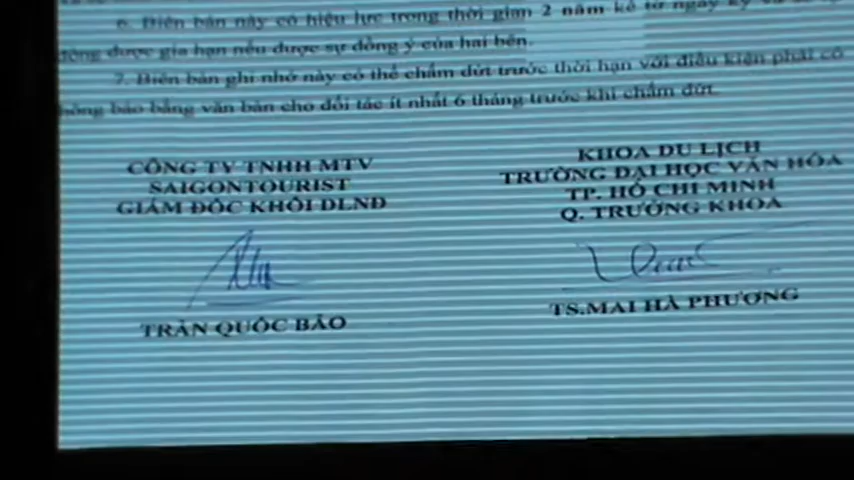 6. Biên bản này có hiệu lực trong thời gian 2 năm kể từ ngày ký và sẽ tự
động được gia hạn nếu được sự đồng ý của hai bên.
7. Biên bản ghi nhớ này có thể chấm dứt trước thời hạn với điều kiện phải có
thông báo bằng văn bản cho đối tác ít nhất 6 tháng trước khi chấm dứt.
CÔNG TY TNHH MTV
SAIGONTOURIST
GIÁM ĐỐC KHỐI DLNĐ
TRẦN QUỐC BẢO
KHOA DU LỊCH
TRƯỜNG ĐẠI HỌC VĂN HÓA
TP. HỒ CHÍ MINH
Q. TRƯỞNG KHOA
TS.MAI HÀ PHƯƠNG